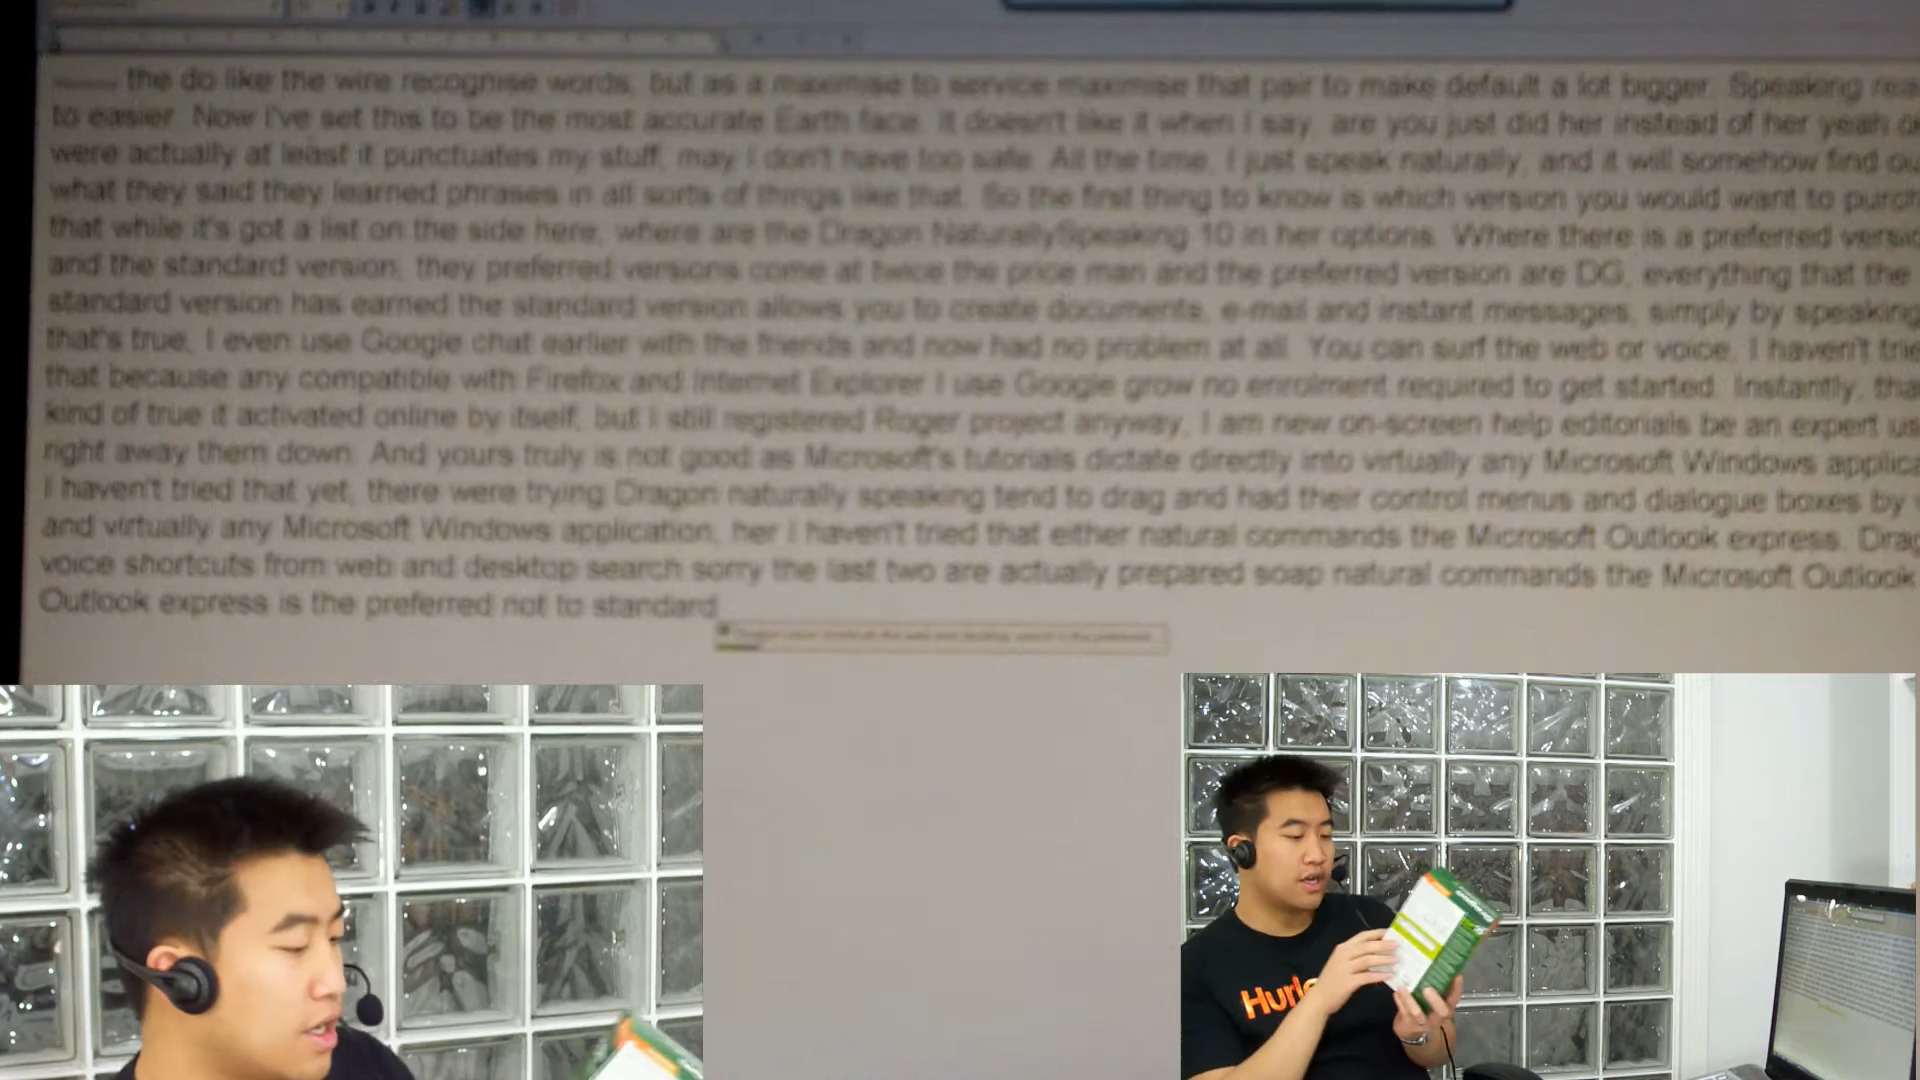 the do like the wire recognise words, but as a maximise to service maximise that pair to make default a lot bigger. Speaking rea
to easier. Now I've set this to be the most accurate Earth face, it doesn't like it when I say, are you just did her instead of her yeah
were actually at least it punctuates my stuff, may I don't have too safe. All the time, I just speak naturally, and it will somehow find ou
what they said they learned phrases in all sorts of things like that. So the first thing to know is which version you would want to purch
that while it's got a list on the side here, where are the Dragon NaturallySpeaking 10 in her options. Where there is a preferred versio
and the standard version, they preferred versions come at twice the price man and the preferred version are DG, everything that the
standard version has earned the standard version allows you to create documents, e-mail and instant messages, simply by speaking
that's true, I even use Google chat earlier with the friends and now had no problem at all. You can surf the web or voice, I haven't trie
that because any compatible with Firefox and Internet Explorer I use Google grow no enrolment required to get started. Instantly, tha
kind of true it activated online by itself, but I still registered Roger project anyway, I am new on-screen help editorials be an expert us
right away them down. And yours truly is not good as Microsoft's tutorials dictate directly into virtually any Microsoft Windows applica
I haven't tried that yet, there were trying Dragon naturally speaking tend to drag and had their control menus and dialogue boxes by
and virtually any Microsoft Windows application, her I haven't tried that either natural commands the Microsoft Outlook express. Drag
voice shortcuts from web and desktop search sorry the last two are actually prepared soap natural commands the Microsoft Outlook
Outlook express is the preferred not to standard
Hurle